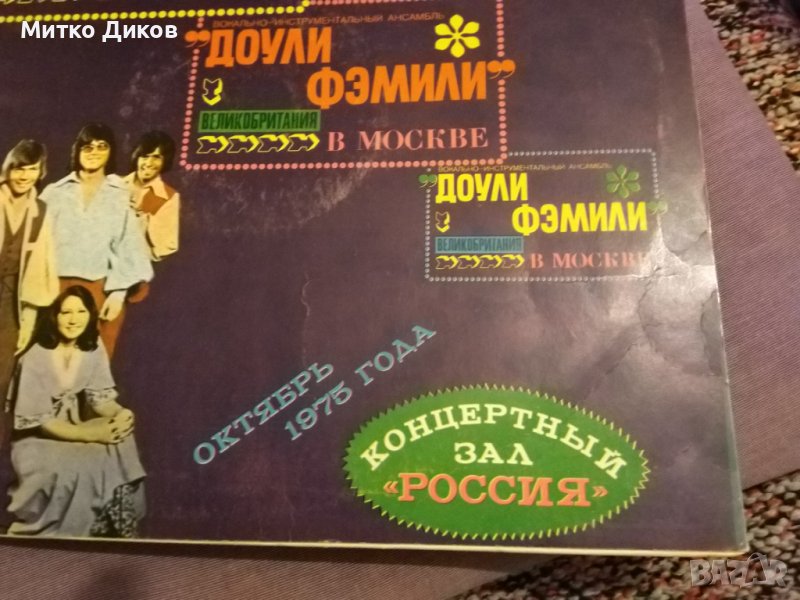 Митко Диков
ВОКАЛЬНО-ИНСТРУМЕНТАЛЬНЫЙ АНСАМБЛЬ
"ДОУЛИ
ФЭМИЛИ"
ВЕЛИКОБРИТАНИЯ
В МОСКВЕ
ВОКАЛЬНО-ИНСТРУМЕНТАЛЬНЫЙ АНСАМБЛЬ
"ДОУЛИ
ФЭМИЛИ"
ВЕЛИКОБРИТАНИЯ
В МОСКВЕ
ОКТЯБРЬ
1975 ГОДА
КОНЦЕРТНЫЙ
ЗАЛ
«РОССИЯ»
BAZAR